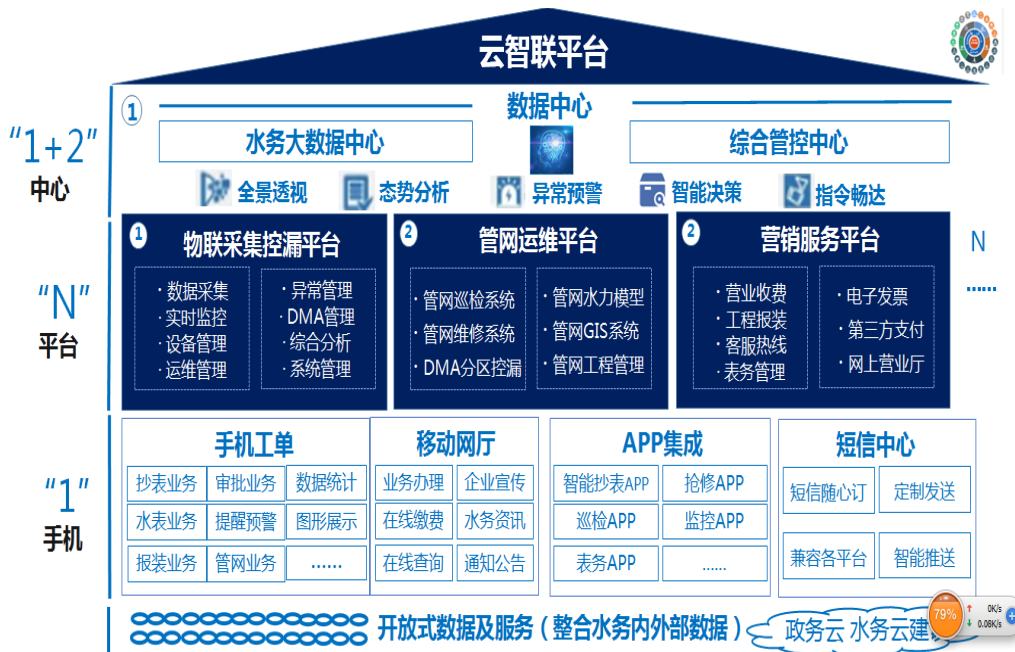 云智联平台
“1+2”
中心
1
数据中心
水务大数据中心
综合管控中心
全景透视
态势分析
异常预警
智能决策
指令畅达
“N”
平台
1
物联采集控漏平台
·数据采集
·实时监控
·设备管理
·运维管理
·异常管理
·DMA管理
·综合分析
·系统管理
2
管网运维平台
·管网巡检系统
·管网维修系统
·DMA分区控漏
·管网水力模型
·管网GIS系统
·管网工程管理
2
营销服务平台
·营业收费
·工程报装
·客服热线
·表务管理
·电子发票
·第三方支付
·网上营业厅
N
……
“1”
手机
手机工单
抄表业务 审批业务 数据统计
水表业务 提醒预警 图形展示
报装业务 管网业务 ……
移动网厅
业务办理 企业宣传
在线缴费 水务资讯
在线查询 通知公告
APP集成
智能抄表APP 抢修APP
巡检APP 监控APP
表务APP ……
短信中心
短信随心订 定制发送
兼容各平台 智能推送
开放式数据及服务（整合水务内外部数据）
政务云 水务云建
79%
0K/s
0.08K/s